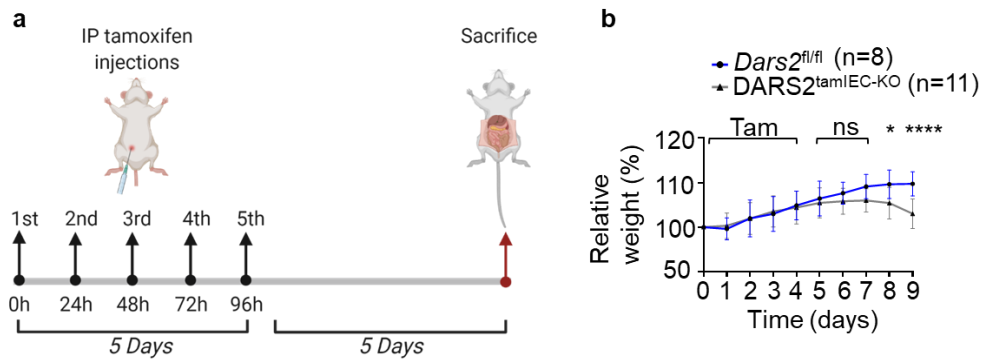 a
IP tamoxifen
injections
Sacrifice
1st 2nd 3rd 4th 5th
0h 24h 48h 72h 96h
5 Days 5 Days
b
Dars2fl/fl (n=8)
DARS2tamIEC-KO (n=11)
Tam ns * ****
Relative
weight (%)
120
110
100
50
0 1 2 3 4 5 6 7 8 9
Time (days)